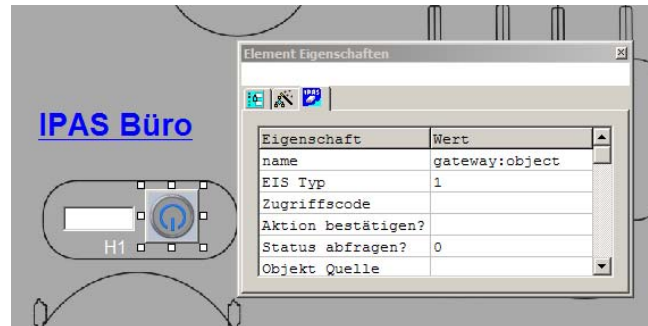 Element Eigenschaften
IPAS
IPAS Büro
Eigenschaft Wert
name gateway:object
EIS Typ 1
Zugriffscode
Aktion bestätigen?
Status abfragen? 0
Objekt Quelle
H1